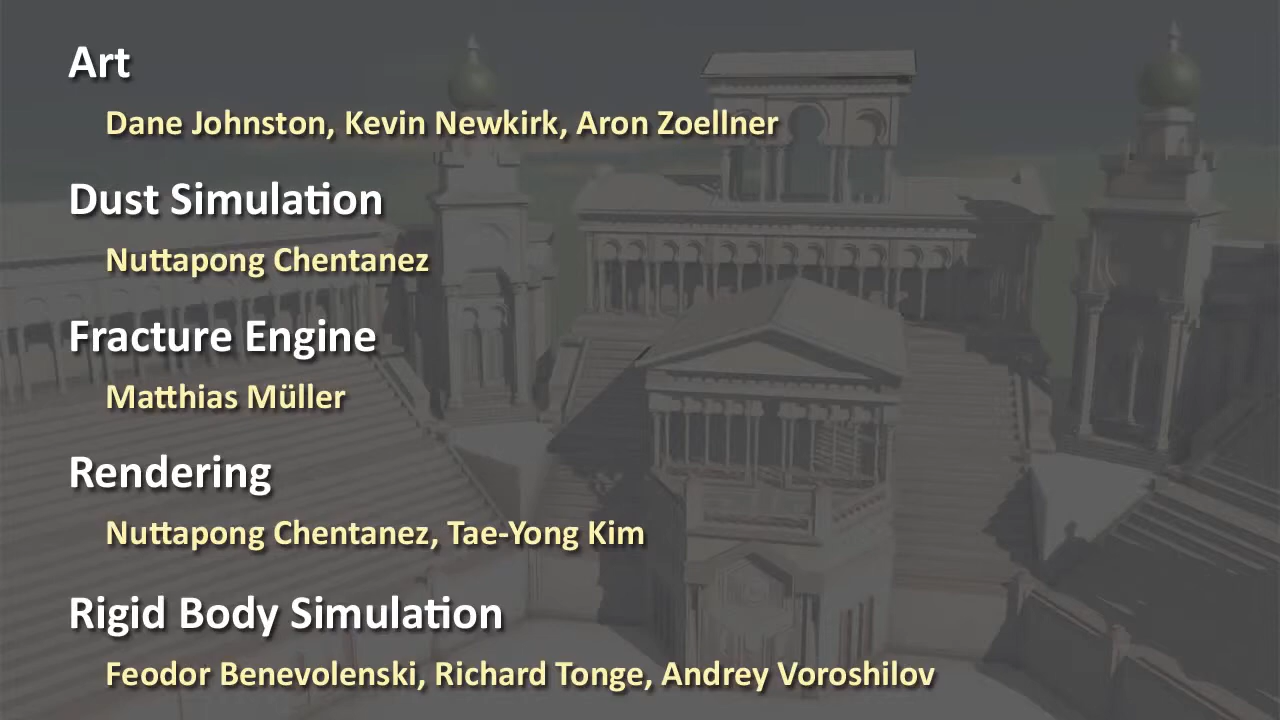 Art
Dane Johnston, Kevin Newkirk, Aron Zoellner
Dust Simulation
Nuttapong Chentanez
Fracture Engine
Matthias Müller
Rendering
Nuttapong Chentanez, Tae-Yong Kim
Rigid Body Simulation
Feodor Benevolenski, Richard Tonge, Andrey Voroshilov